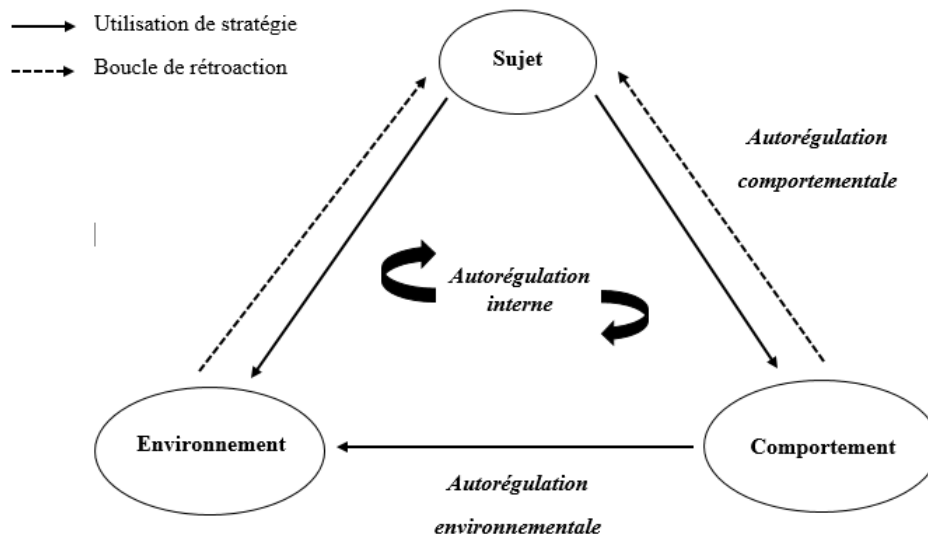 Utilisation de stratégie
Boucle de rétroaction
Sujet
Autorégulation
comportementale
Autorégulation
interne
Environnement
Comportement
Autorégulation
environnementale